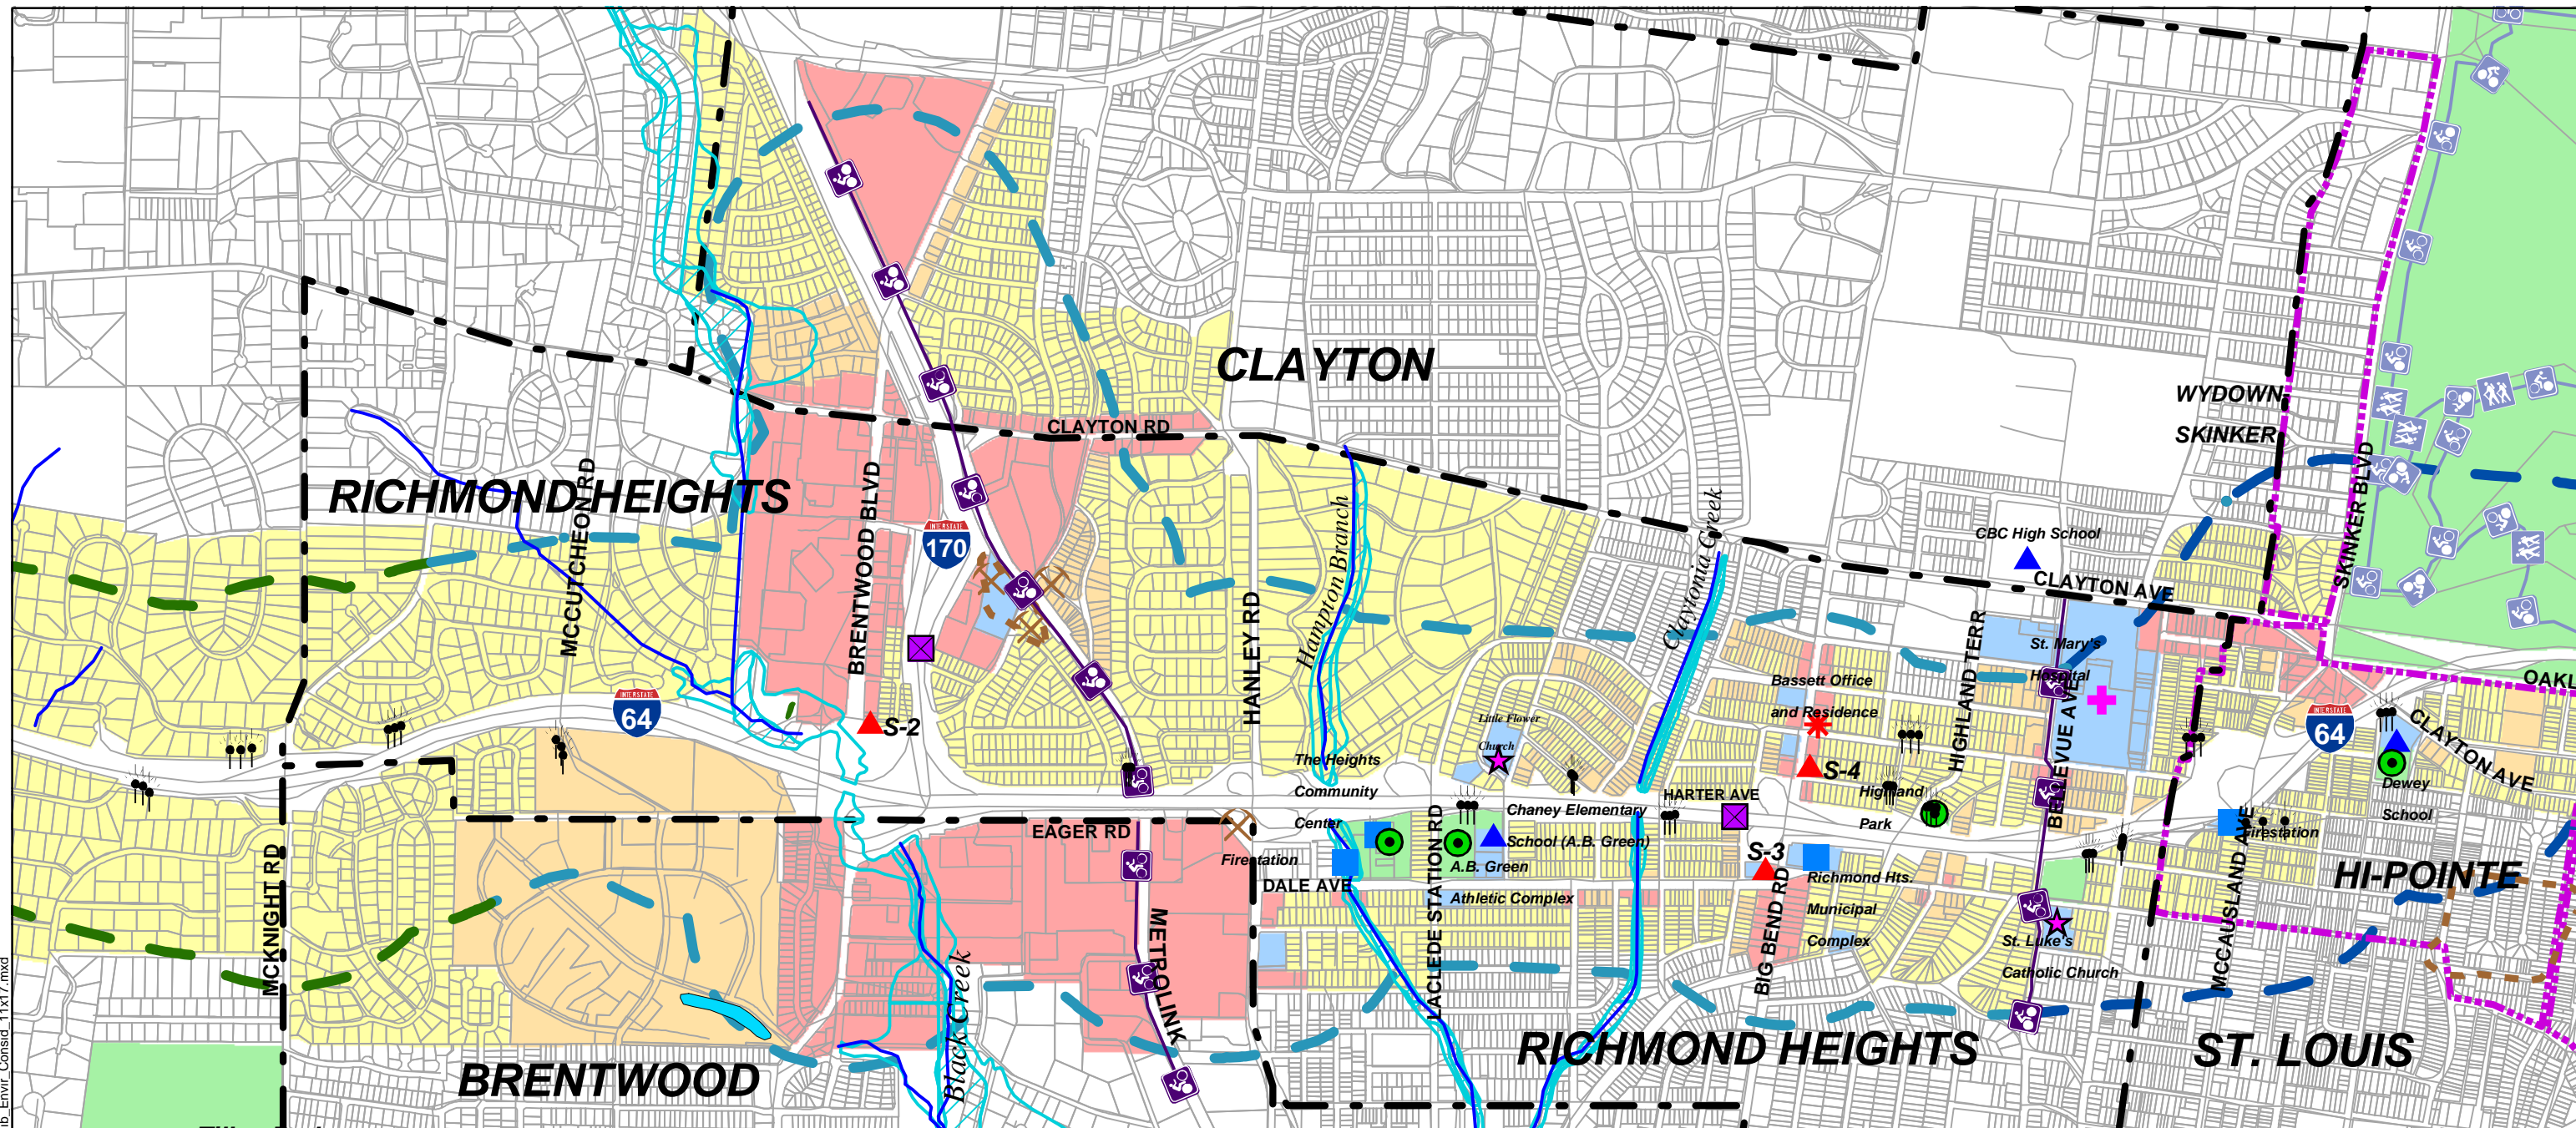 CLAYTON
WYDOWN
SKINKER
CLAYTON RD
SKINKER BLVD
RICHMOND HEIGHTS
MCCUTCHEON RD
BRENTWOOD BLVD
INTERSTATE
170
Hampton Branch
Claytonia Creek
CBC High School
CLAYTON AVE
HANLEY RD
HIGHLAND TERR
St. Mary's
Hospital
BELLEVUE AVE
OAKL
Bassett Office
and Residence
INTERSTATE
64
S-2
Little Flower
Church
INTERSTATE
64
CLAYTON AVE
The Heights
Community
Center
S-4
Highland
Park
HARTER AVE
Dewey
School
EAGER RD
Chaney Elementary
School (A.B. Green)
Firestation
Firestation
MCKNIGHT RD
DALE AVE
LACLEDE STATION RD
A.B. Green
Athletic Complex
S-3
BIG BEND RD
Richmond Hts.
Municipal
Complex
MCCAUSLAND AVE
HI-POINTE
METROLINK
St. Luke's
Catholic Church
Black Creek
BRENTWOOD
RICHMOND HEIGHTS
ST. LOUIS
ab_Envir_Consid_11x17.mxd